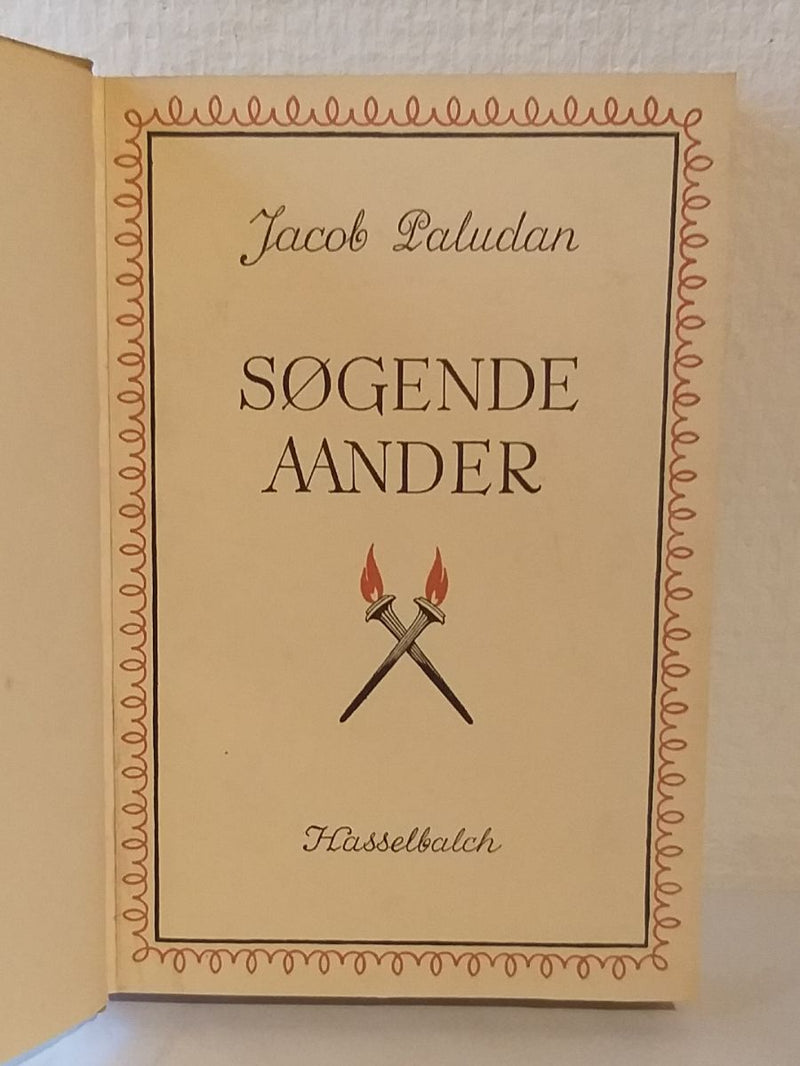 Jacob Paludan
SØGENDE
AANDER
Hasselbalch